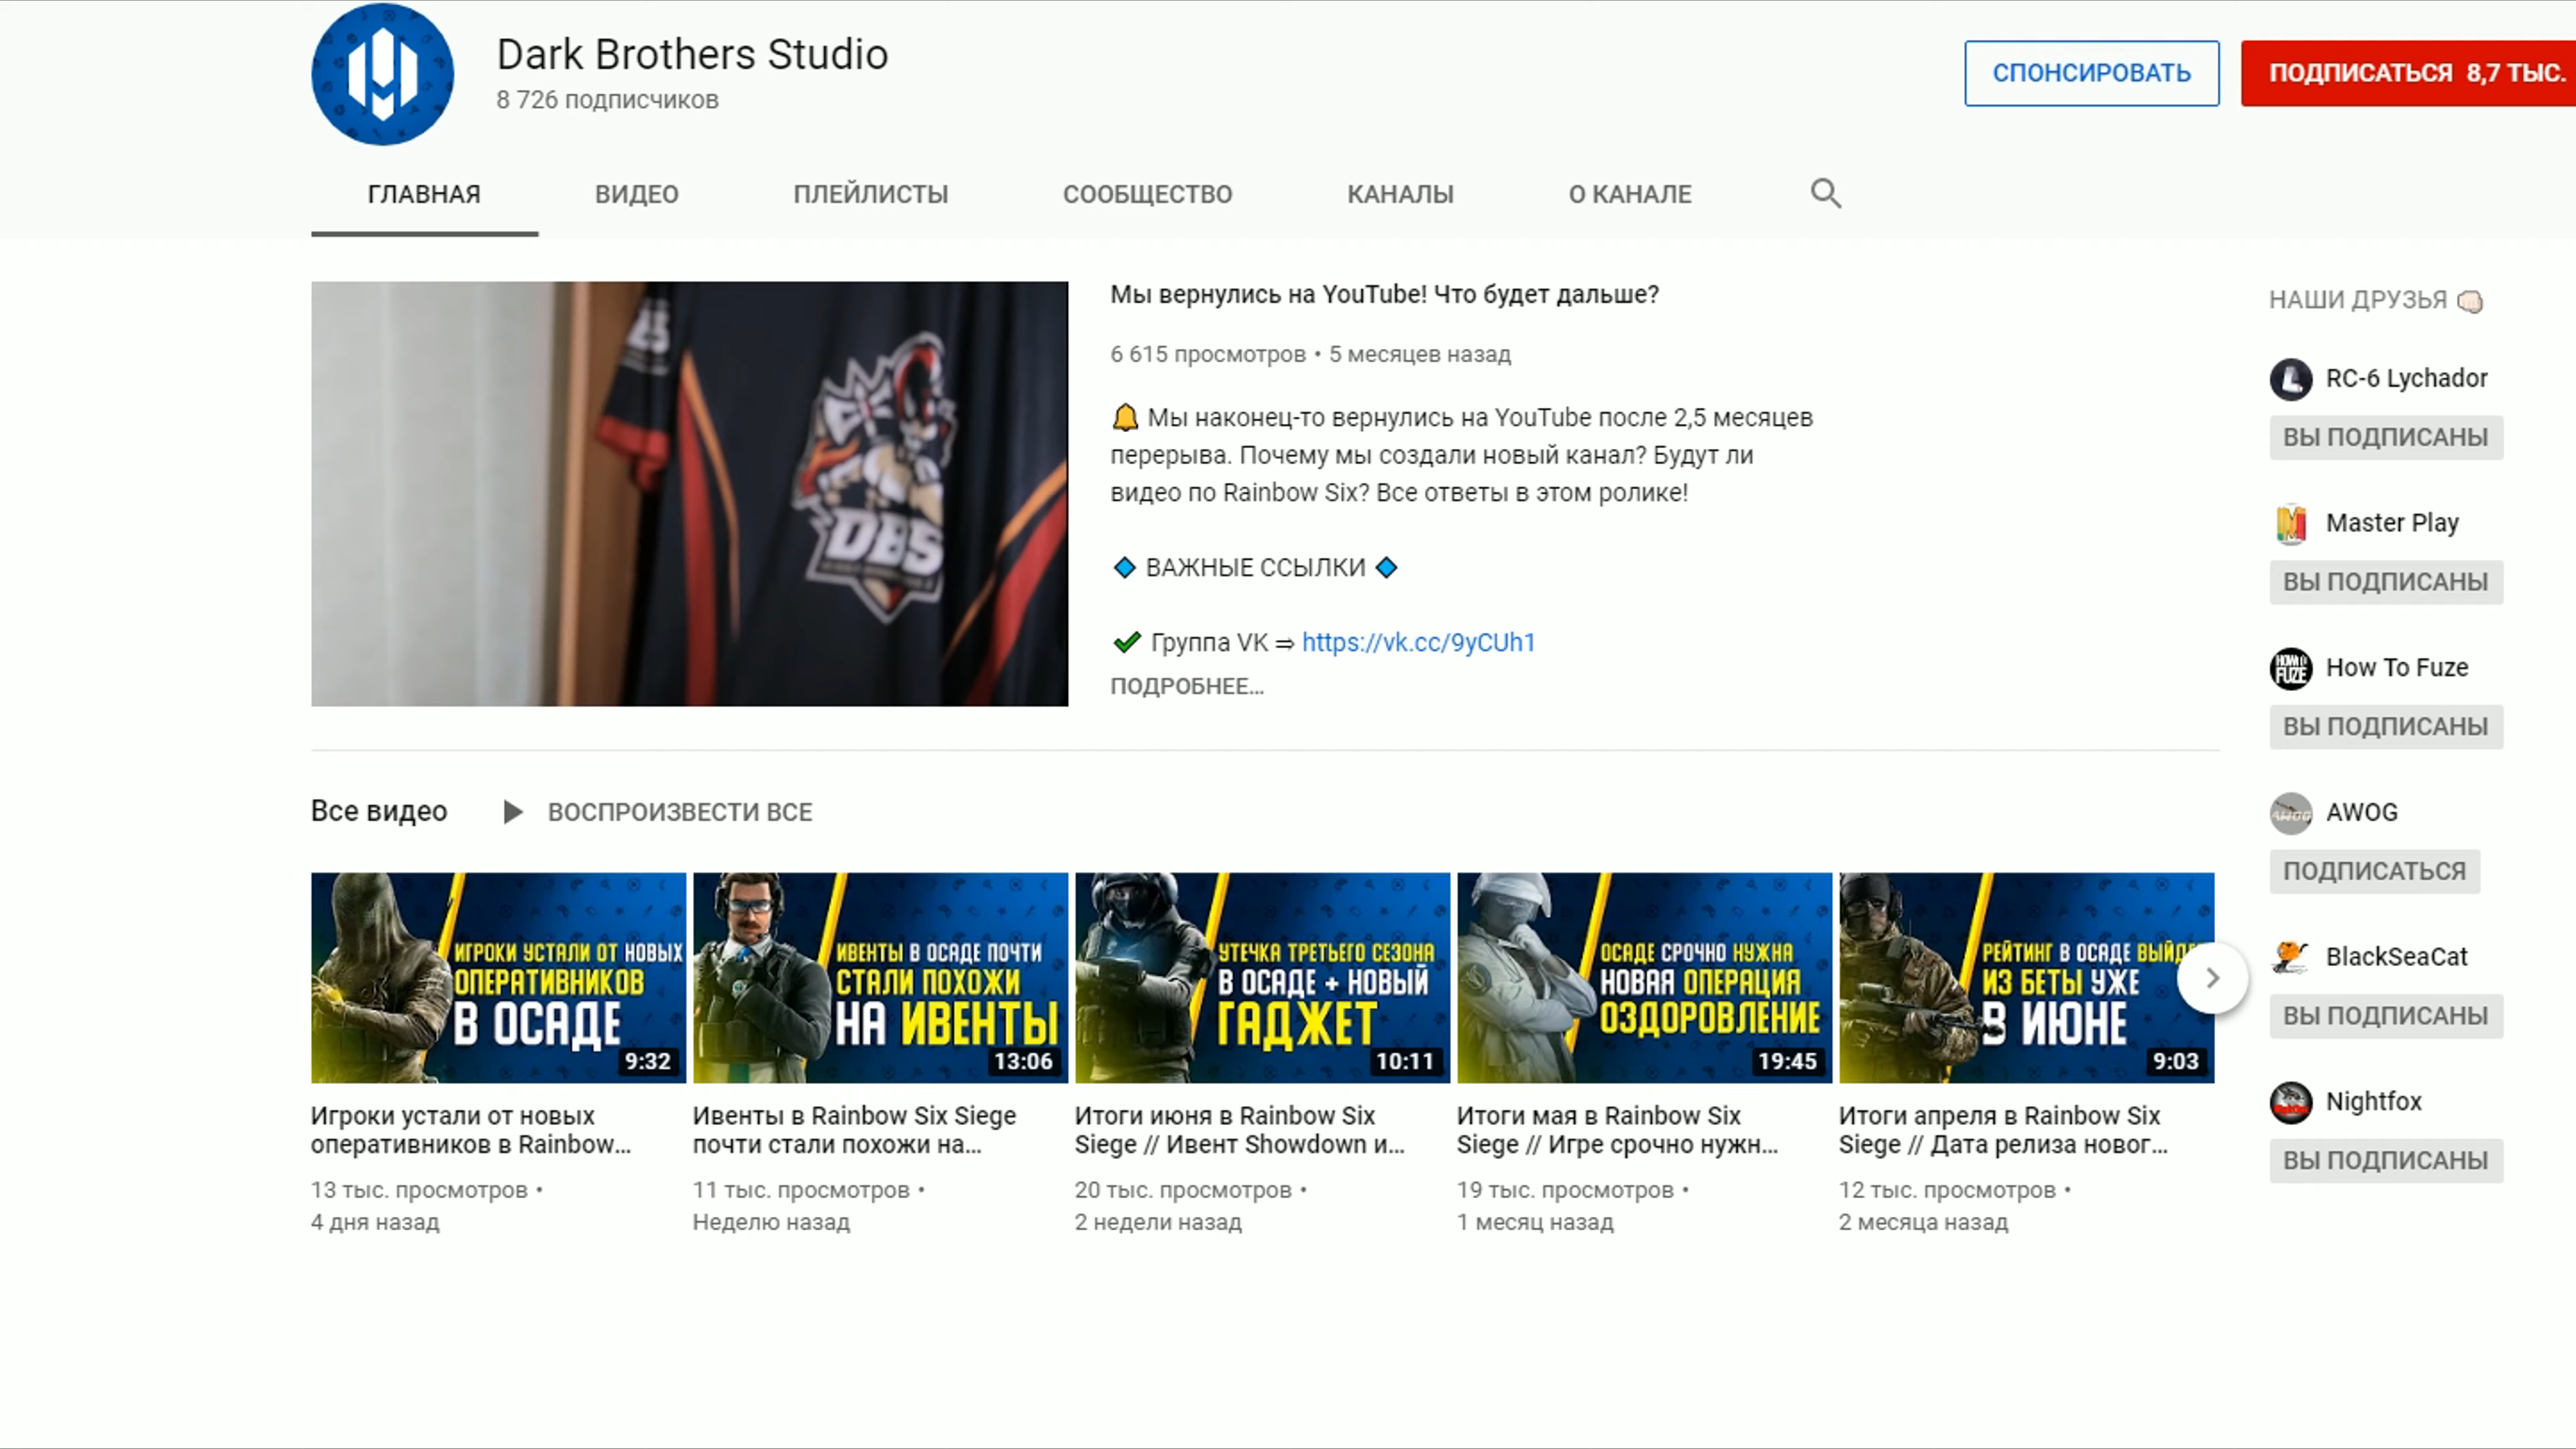 Dark Brothers Studio
8 726 подписчиков
СПОНСИРОВАТЬ
ПОДПИСАТЬСЯ 8,7 ТЫС.
ГЛАВНАЯ
ВИДЕО
ПЛЕЙЛИСТЫ
СООБЩЕСТВО
КАНАЛЫ
О КАНАЛЕ
DBS
Мы вернулись на YouTube! Что будет дальше?
6 615 просмотров • 5 месяцев назад
🔔 Мы наконец-то вернулись на YouTube после 2,5 месяцев
перерыва. Почему мы создали новый канал? Будут ли
видео по Rainbow Six? Все ответы в этом ролике!
🔷 ВАЖНЫЕ ССЫЛКИ 🔷
✔ Группа VK ⇒ https://vk.cc/9yCUh1
ПОДРОБНЕЕ...
Все видео
ВОСПРОИЗВЕСТИ ВСЕ
ИГРОКИ УСТАЛИ ОТ НОВЫХ
ОПЕРАТИВНИКОВ
В ОСАДЕ
9:32
Игроки устали от новых
оперативников в Rainbow...
13 тыс. просмотров •
4 дня назад
ИВЕНТЫ В ОСАДЕ ПОЧТИ
СТАЛИ ПОХОЖИ
НА ИВЕНТЫ
13:06
Ивенты в Rainbow Six Siege
почти стали похожи на...
11 тыс. просмотров •
Неделю назад
УТЕЧКА ТРЕТЬЕГО СЕЗОНА
В ОСАДЕ + НОВЫЙ
ГАДЖЕТ
10:11
Итоги июня в Rainbow Six
Siege // Ивент Showdown и...
20 тыс. просмотров •
2 недели назад
ОСАДЕ СРОЧНО НУЖНА
НОВАЯ ОПЕРАЦИЯ
ОЗДОРОВЛЕНИЕ
19:45
Итоги мая в Rainbow Six
Siege // Игре срочно нужн...
19 тыс. просмотров •
1 месяц назад
РЕЙТИНГ В ОСАДЕ
ИЗ БЕТЫ УЖЕ
В ИЮНЕ
9:03
Итоги апреля в Rainbow Six
Siege // Дата релиза новог...
12 тыс. просмотров •
2 месяца назад
НАШИ ДРУЗЬЯ 👊🏻
RC-6 Lychador
ВЫ ПОДПИСАНЫ
Master Play
ВЫ ПОДПИСАНЫ
HOW TO
FUZE
How To Fuze
ВЫ ПОДПИСАНЫ
AWOG
AWOG
ПОДПИСАТЬСЯ
BlackSeaCat
ВЫ ПОДПИСАНЫ
Nightfox
ВЫ ПОДПИСАНЫ